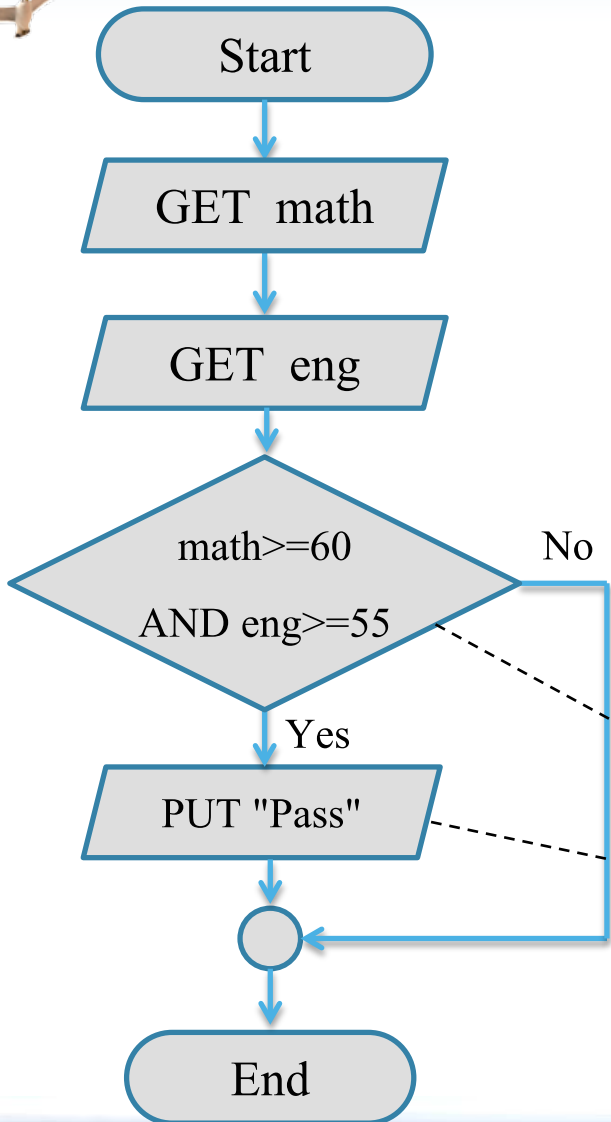 Start
GET math
GET eng
math>=60
No
AND eng>=55
Yes
PUT "Pass"
End